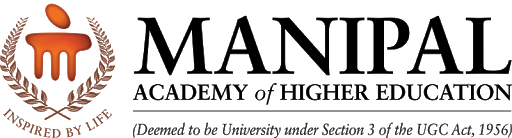 INSPIRED BY LIFE
MANIPAL
ACADEMY of HIGHER EDUCATION
(Deemed to be University under Section 3 of the UGC Act, 1956)